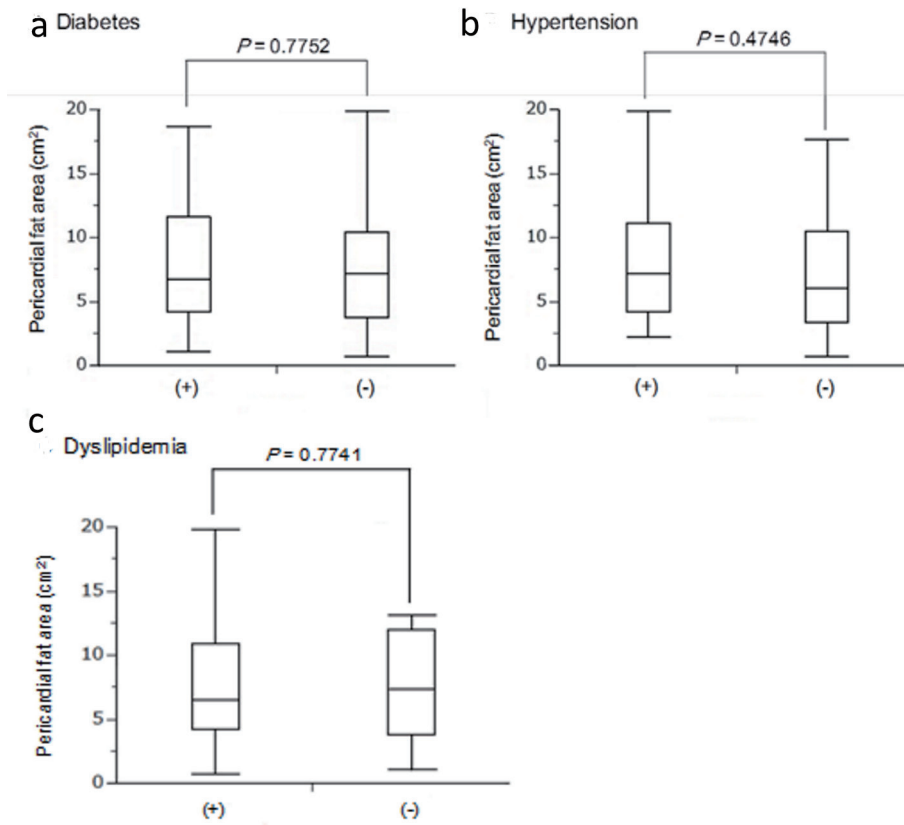 a Diabetes
P = 0.7752
Pericardial fat area (cm²)
20
15
10
5
0
(+)
(-)
b Hypertension
P = 0.4746
Pericardial fat area (cm²)
20
15
10
5
0
(+)
(-)
c Dyslipidemia
P = 0.7741
Pericardial fat area (cm²)
20
15
10
5
0
(+)
(-)